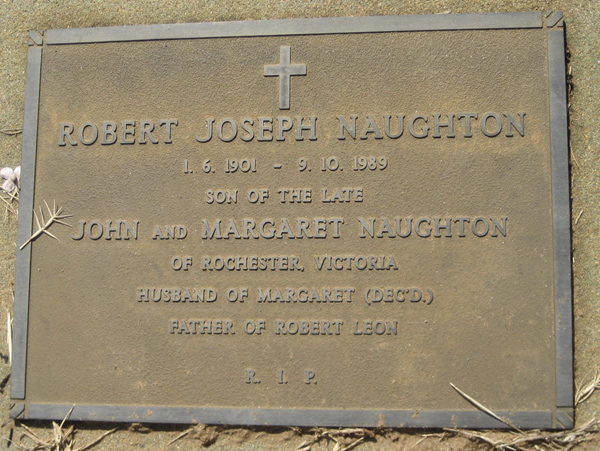 ROBERT JOSEPH NAUGHTON
1. 6. 1901 - 9. 10. 1989
SON OF THE LATE
JOHN AND MARGARET NAUGHTON
OF ROCHESTER, VICTORIA
HUSBAND OF MARGARET (DEC'D.)
FATHER OF ROBERT LEON
R. I. P.